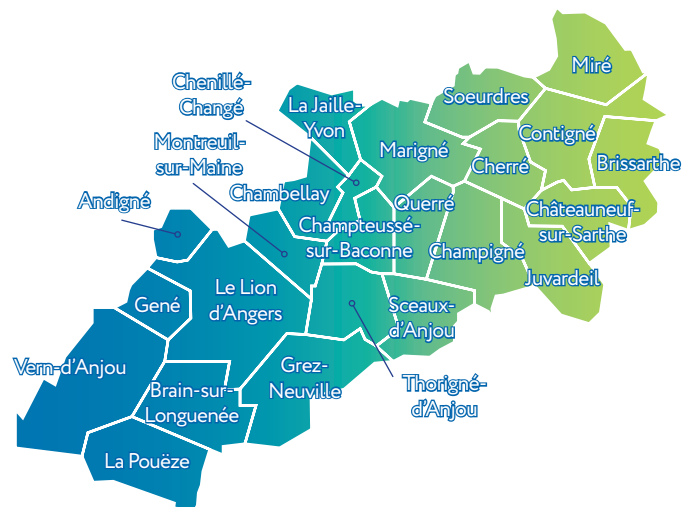 Miré
Chenillé-
Changé
La Jaille-
Yvon
Soeurdres
Contigné
Montreuil-
sur-Maine
Marigné
Cherré
Brissarthe
Andigné
Chambellay
Querré
Châteauneuf-
sur-Sarthe
Champteussé-
sur-Baconne
Champigné
Juvardeil
Gené
Le Lion
d'Angers
Sceaux-
d'Anjou
Vern-d'Anjou
Grez-
Neuville
Thorigné-
d'Anjou
Brain-sur-
Longuenée
La Pouëze